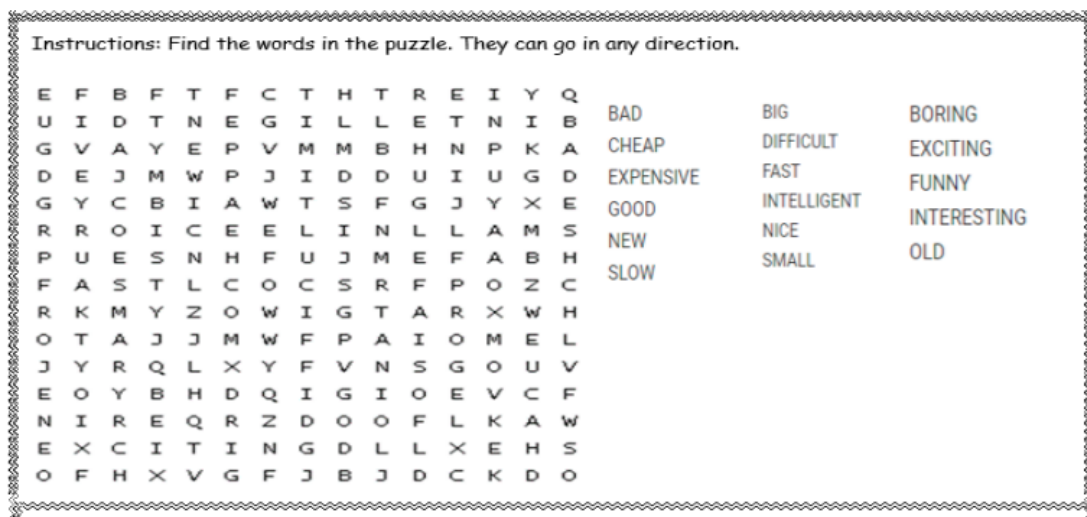 Instructions: Find the words in the puzzle. They can go in any direction.
E F B F T F C T H T R E I Y Q
U I D T N E G I L L E T N I B
G V A Y E P V M M B H N P K A
D E J M W P J I D D U I U G D
G Y C B I A W T S F G J Y X E
R R O I C E E L I N L L A M S
P U E S N H F U J M E F A B H
F A S T L C O C S R F P O Z C
R K M Y Z O W I G T A R X W H
O T A J J M W F P A I O M E L
J Y R Q L X Y F V N S G O U V
E O Y B H D Q I G I O E V C F
N I R E Q R Z D O O F L K A W
E X C I T I N G D L L X E H S
O F H X V G F J B J D C K D O
BAD
CHEAP
EXPENSIVE
GOOD
NEW
SLOW
BIG
DIFFICULT
FAST
INTELLIGENT
NICE
SMALL
BORING
EXCITING
FUNNY
INTERESTING
OLD